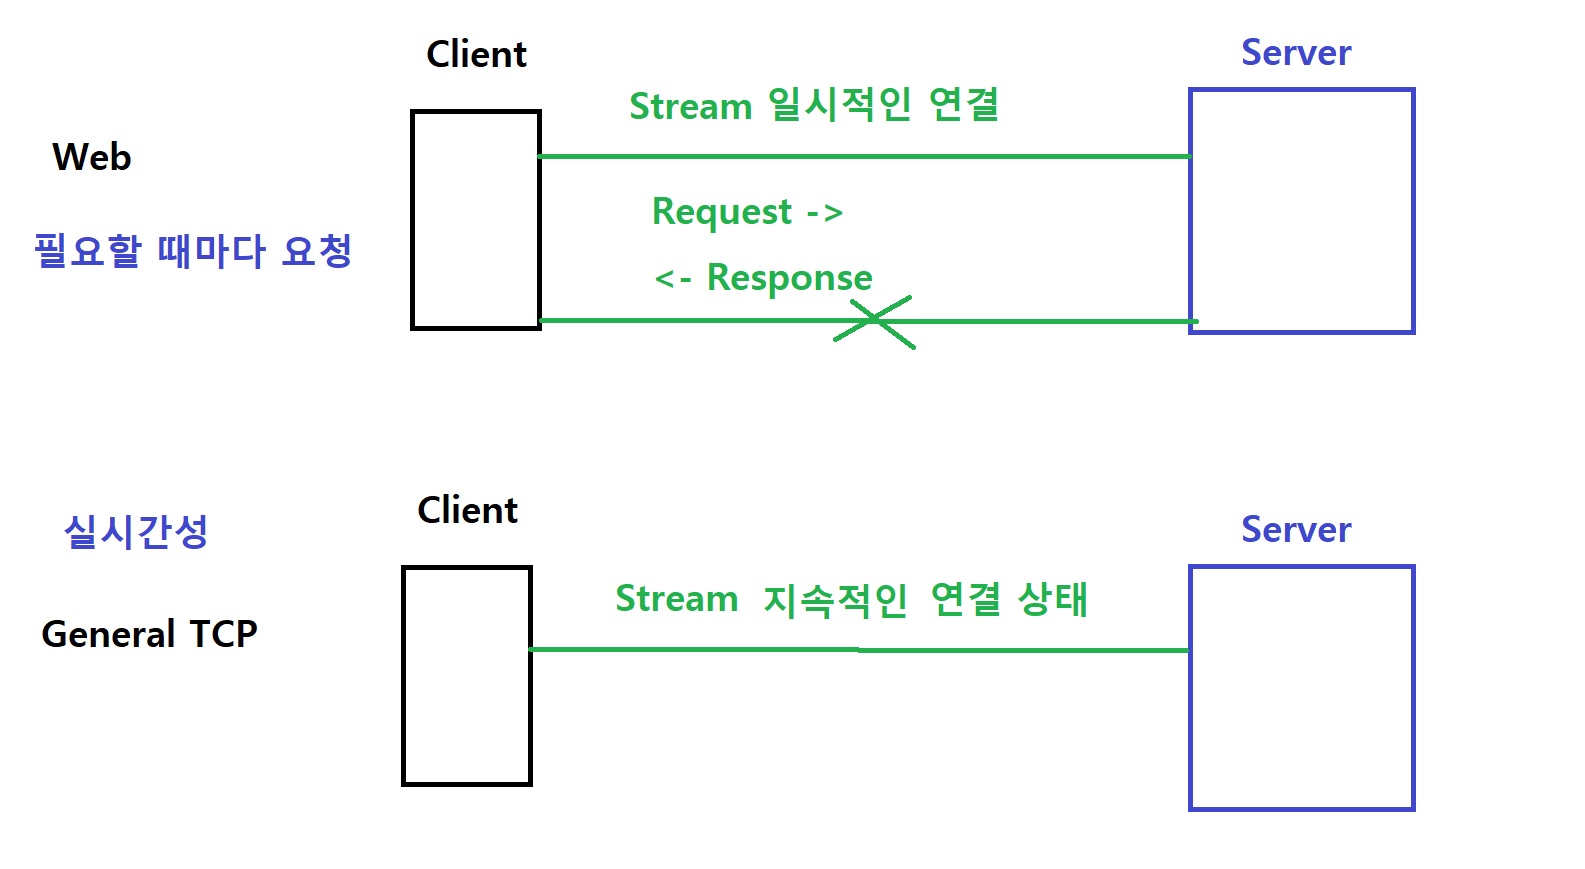 Client
Server
Stream 일시적인 연결
Web
Request ->
필요할 때마다 요청
<- Response
Client
Server
실시간성
Stream 지속적인 연결 상태
General TCP